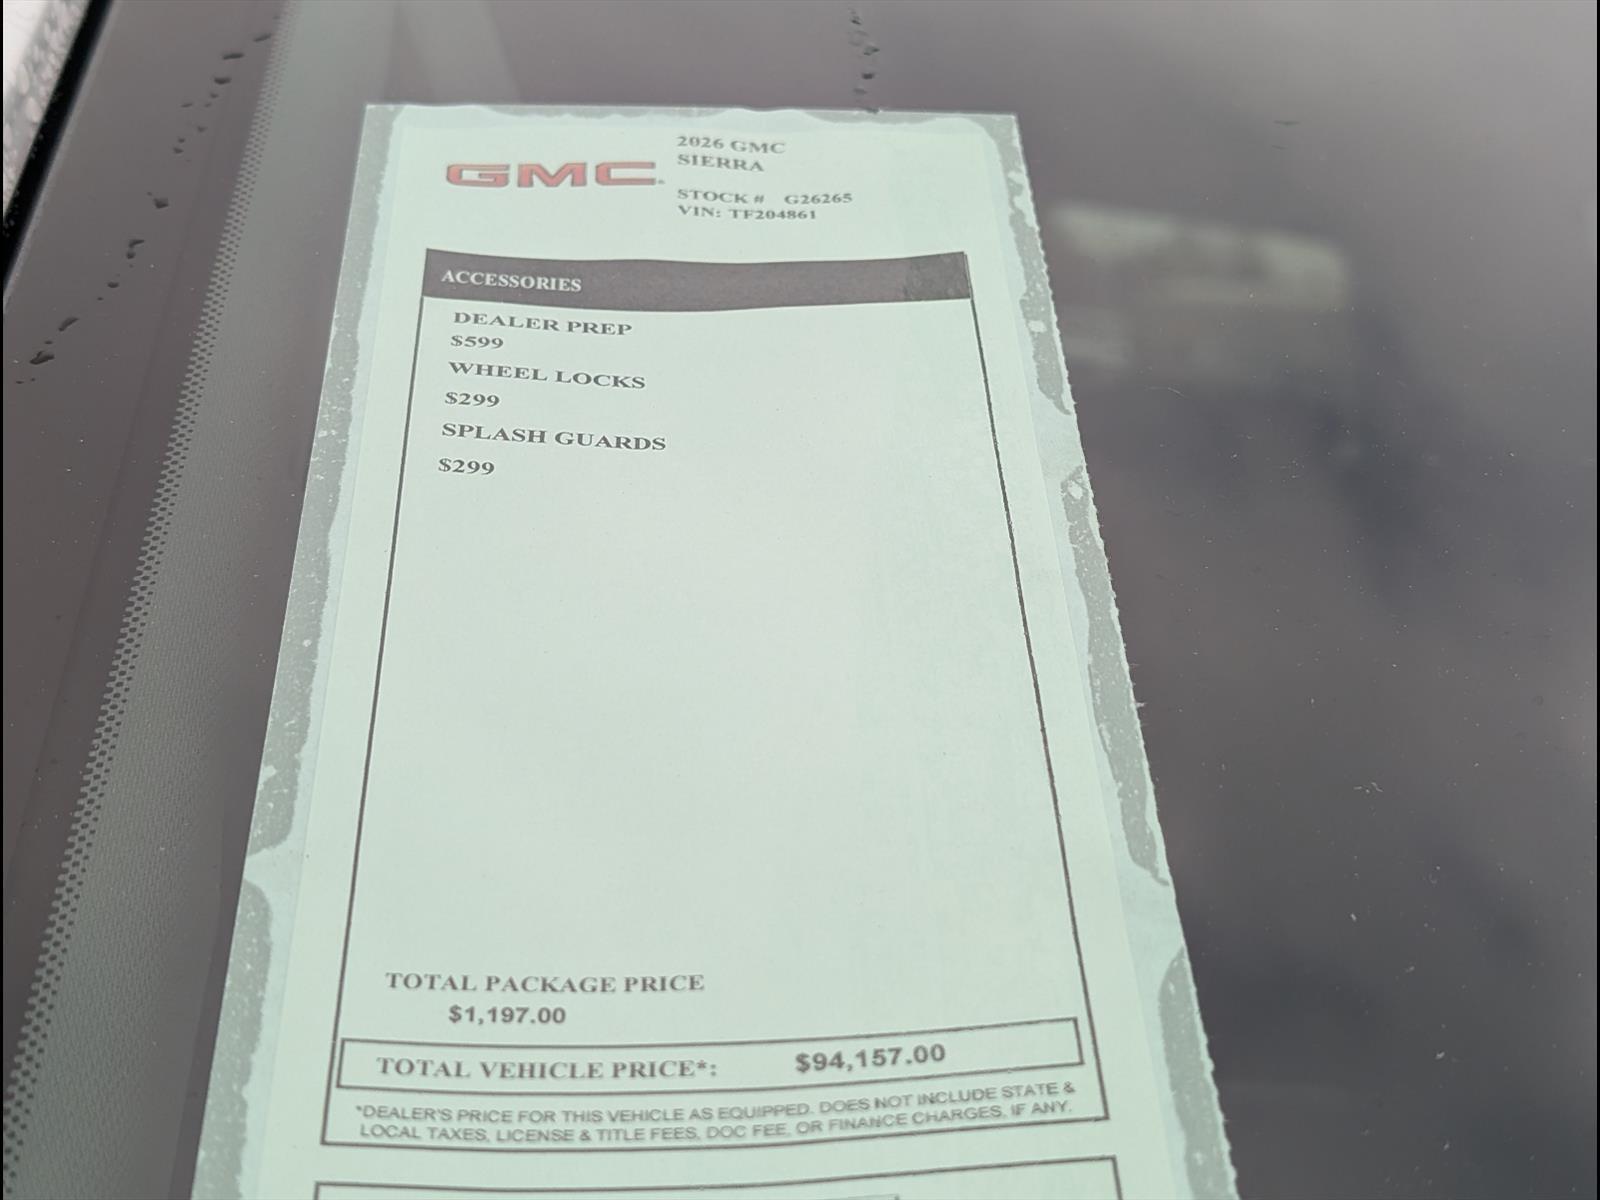 GMC
2026 GMC
SIERRA
STOCK # G26265
VIN: TF204861
ACCESSORIES
DEALER PREP
$599
WHEEL LOCKS
$299
SPLASH GUARDS
$299
TOTAL PACKAGE PRICE
$1,197.00
TOTAL VEHICLE PRICE*: $94,157.00
*DEALER'S PRICE FOR THIS VEHICLE AS EQUIPPED. DOES NOT INCLUDE STATE &
LOCAL TAXES, LICENSE & TITLE FEES, DOC FEE, OR FINANCE CHARGES, IF ANY.